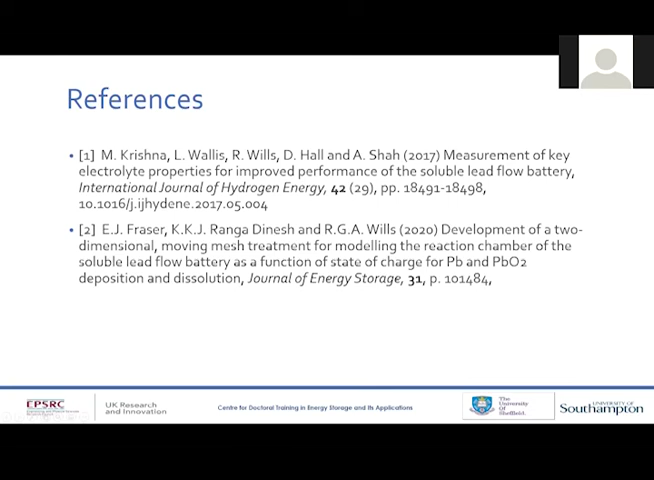 References
• [1] M. Krishna, L. Wallis, R. Wills, D. Hall and A. Shah (2017) Measurement of key
electrolyte properties for improved performance of the soluble lead flow battery,
International Journal of Hydrogen Energy, 42 (29), pp. 18491-18498,
10.1016/j.ijhydene.2017.05.004
• [2] E.J. Fraser, K.K.J. Ranga Dinesh and R.G.A. Wills (2020) Development of a two-
dimensional, moving mesh treatment for modelling the reaction chamber of the
soluble lead flow battery as a function of state of charge for Pb and PbO2
deposition and dissolution, Journal of Energy Storage, 31, p. 101484,
EPSRC
UK Research
and Innovation
Centre for Doctoral Training in Energy Storage and its Applications
The
University
Of
Sheffield.
UNIVERSITY OF
Southampton